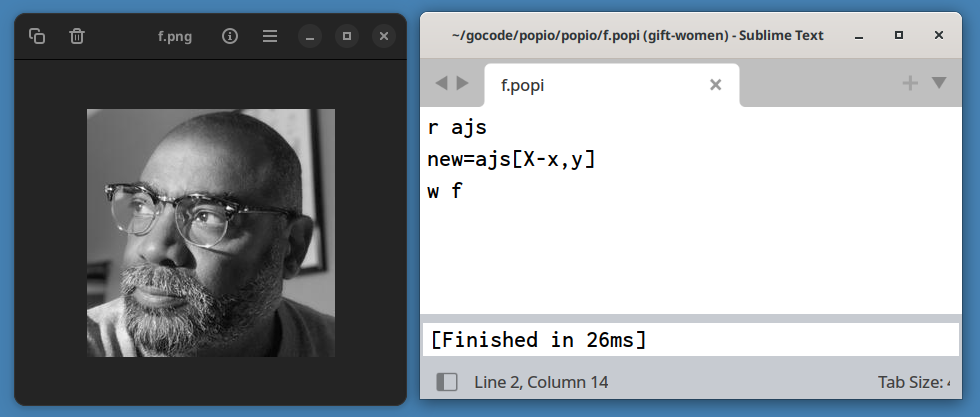 f.png
~/gocode/popio/popio/f.popi (gift-women) - Sublime Text
f.popi
r ajs
new=ajs[X-x,y]
w f
[Finished in 26ms]
Line 2, Column 14
Tab Size: